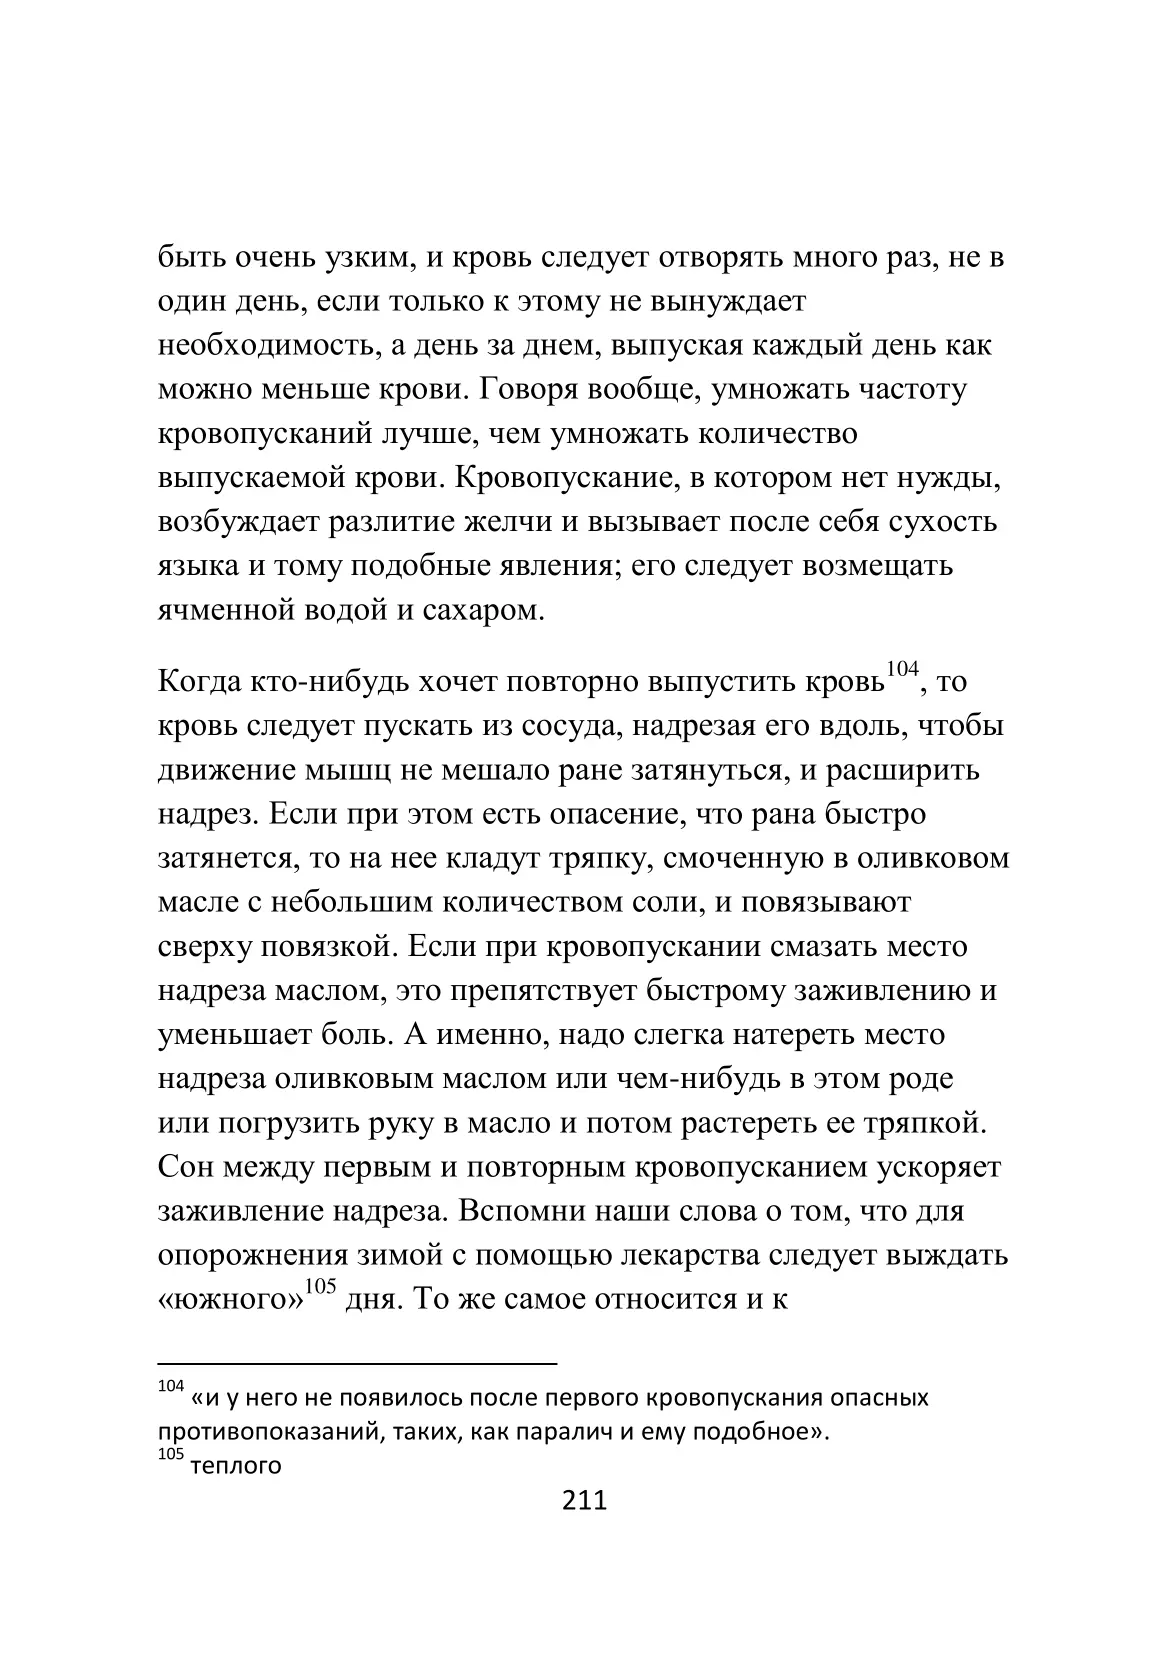 быть очень узким, и кровь следует отворять много раз, не в
один день, если только к этому не вынуждает
необходимость, а день за днем, выпуская каждый день как
можно меньше крови. Говоря вообще, умножать частоту
кровопусканий лучше, чем умножать количество
выпускаемой крови. Кровопускание, в котором нет нужды,
возбуждает разлитие желчи и вызывает после себя сухость
языка и тому подобные явления; его следует возмещать
ячменной водой и сахаром.
Когда кто-нибудь хочет повторно выпустить кровь104, то
кровь следует пускать из сосуда, надрезая его вдоль, чтобы
движение мышц не мешало ране затянуться, и расширить
надрез. Если при этом есть опасение, что рана быстро
затянется, то на нее кладут тряпку, смоченную в оливковом
масле с небольшим количеством соли, и повязывают
сверху повязкой. Если при кровопускании смазать место
надреза маслом, это препятствует быстрому заживлению и
уменьшает боль. А именно, надо слегка натереть место
надреза оливковым маслом или чем-нибудь в этом роде
или погрузить руку в масло и потом растереть ее тряпкой.
Сон между первым и повторным кровопусканием ускоряет
заживление надреза. Вспомни наши слова о том, что для
опорожнения зимой с помощью лекарства следует выждать
«южного»105 дня. То же самое относится и к
104 «и у него не появилось после первого кровопускания опасных
противопоказаний, таких, как паралич и ему подобное».
105 теплого
211